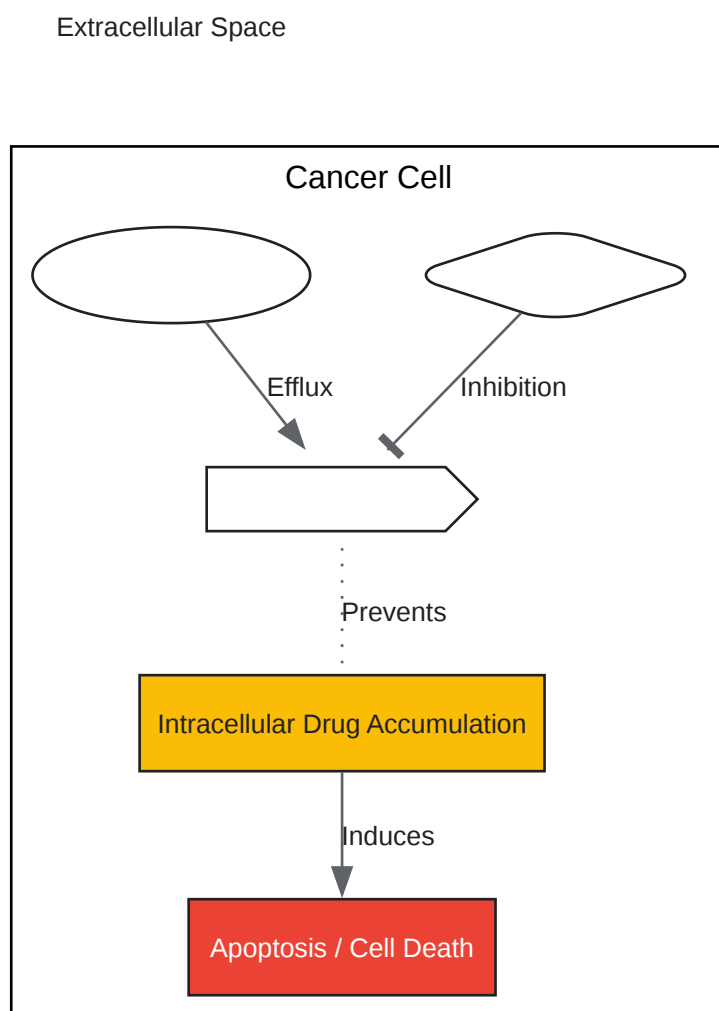 Extracellular Space
Cancer Cell
Efflux
Inhibition
Prevents
Intracellular Drug Accumulation
Induces
Apoptosis / Cell Death